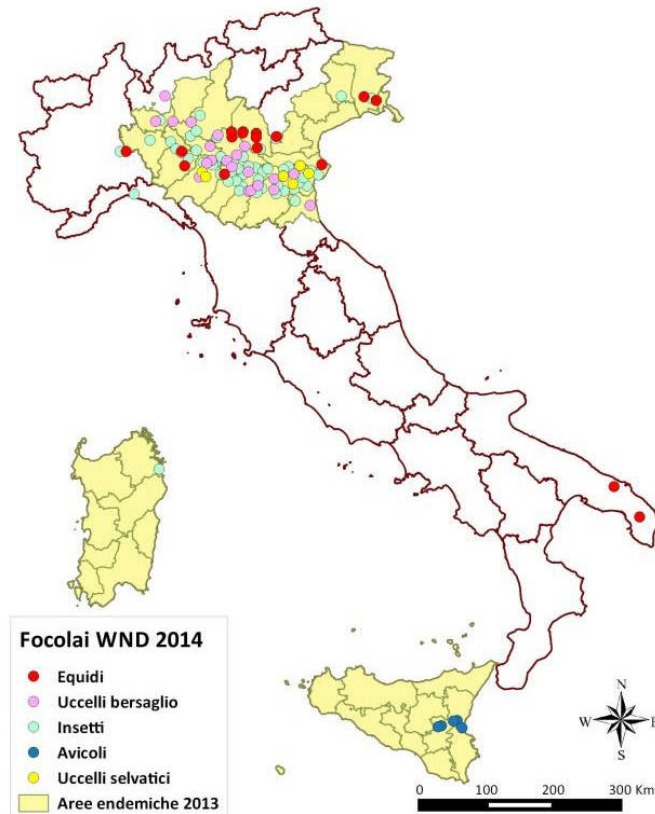 Focolai WND 2014
Equidi
Uccelli bersaglio
Insetti
Avicoli
Uccelli selvatici
Aree endemiche 2013
N
W E
S
0 100 200 300 Km